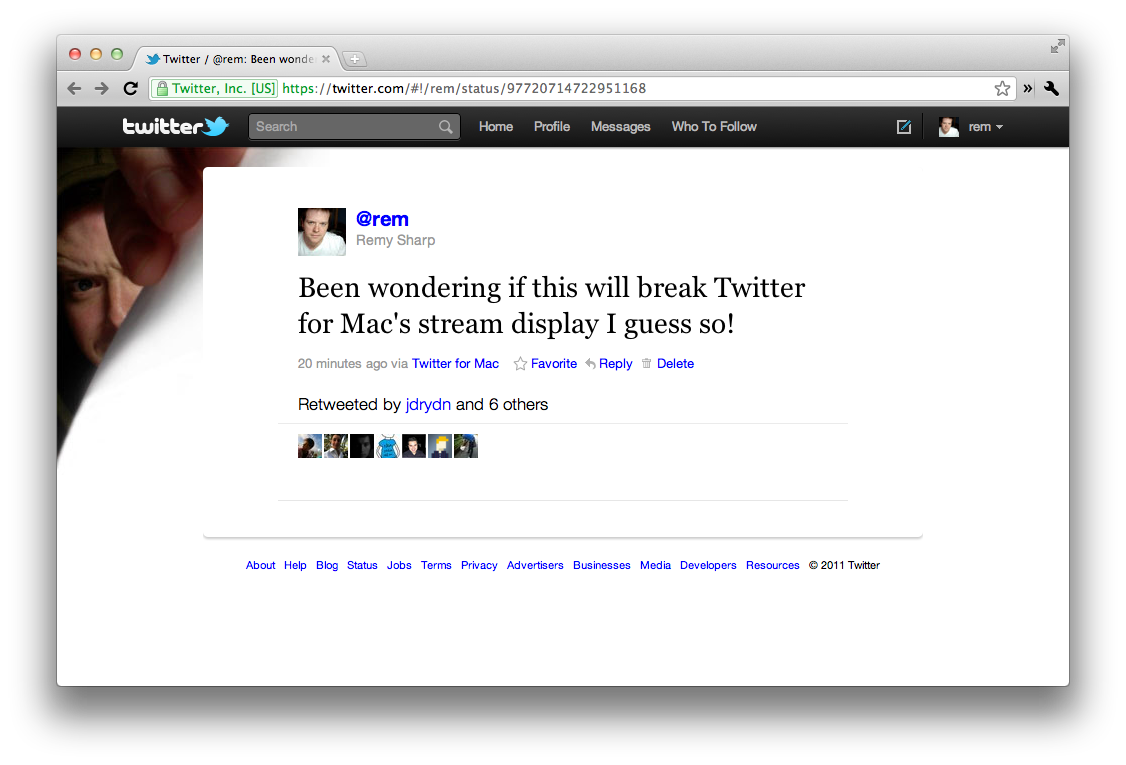 Twitter / @rem: Been wonde
Twitter, Inc. [US] https://twitter.com/#!/rem/status/97720714722951168
twitter Search Home Profile Messages Who To Follow rem
@rem
Remy Sharp
Been wondering if this will break Twitter
for Mac's stream display I guess so!
20 minutes ago via Twitter for Mac Favorite Reply Delete
Retweeted by jdrydn and 6 others
About Help Blog Status Jobs Terms Privacy Advertisers Businesses Media Developers Resources © 2011 Twitter